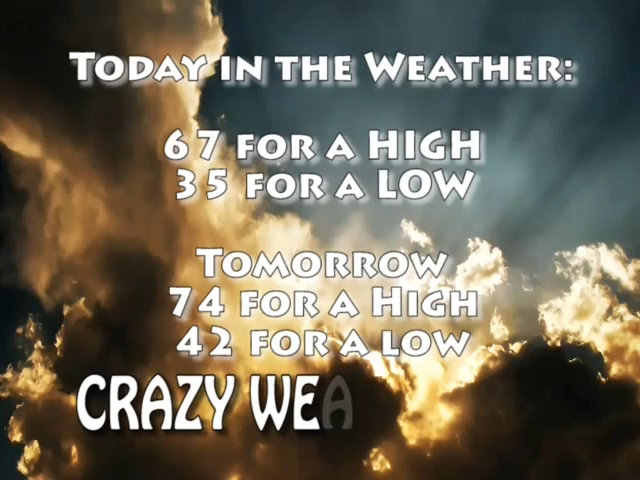 TODAY IN THE WEATHER:
67 FOR A HIGH
35 FOR A LOW
TOMORROW
74 FOR A HIGH
42 FOR A LOW
CRAZY WEA